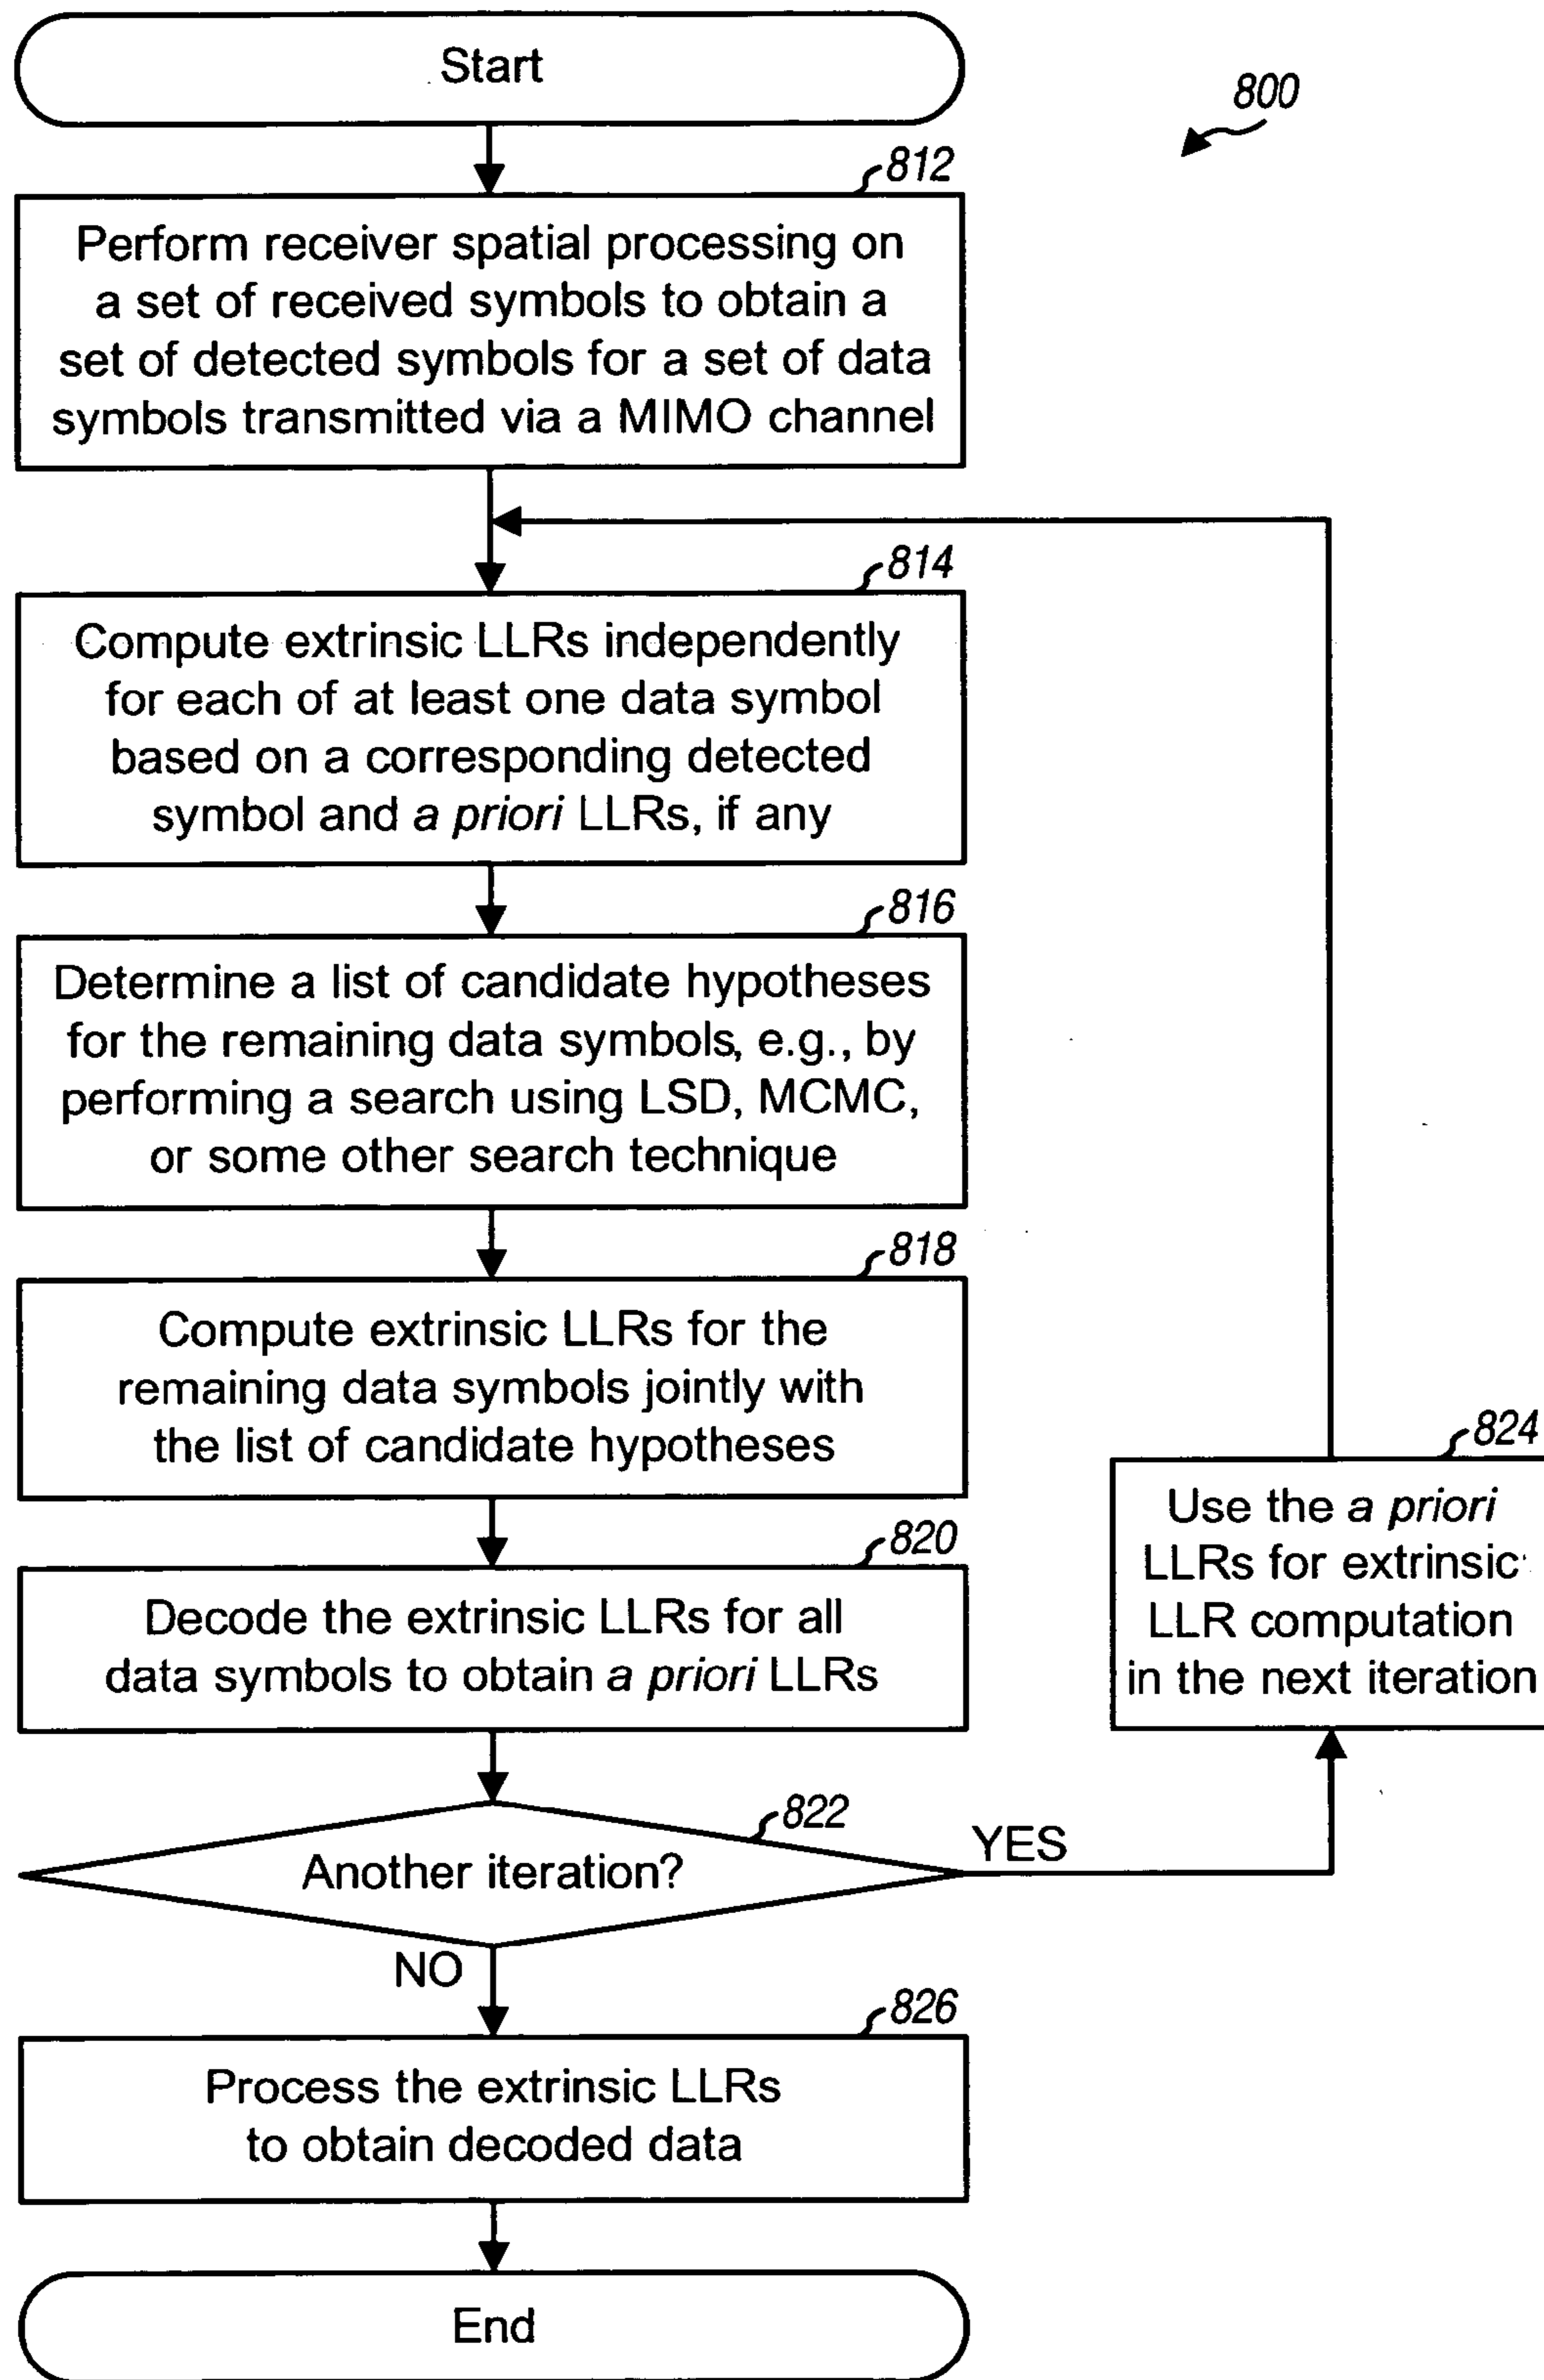 Start
800
812
Perform receiver spatial processing on
a set of received symbols to obtain a
set of detected symbols for a set of data
symbols transmitted via a MIMO channel
814
Compute extrinsic LLRs independently
for each of at least one data symbol
based on a corresponding detected
symbol and a priori LLRs, if any
816
Determine a list of candidate hypotheses
for the remaining data symbols, e.g., by
performing a search using LSD, MCMC,
or some other search technique
818
Compute extrinsic LLRs for the
remaining data symbols jointly with
the list of candidate hypotheses
820
Decode the extrinsic LLRs for all
data symbols to obtain a priori LLRs
822
Another iteration?
YES
824
Use the a priori
LLRs for extrinsic
LLR computation
in the next iteration
NO
826
Process the extrinsic LLRs
to obtain decoded data
End